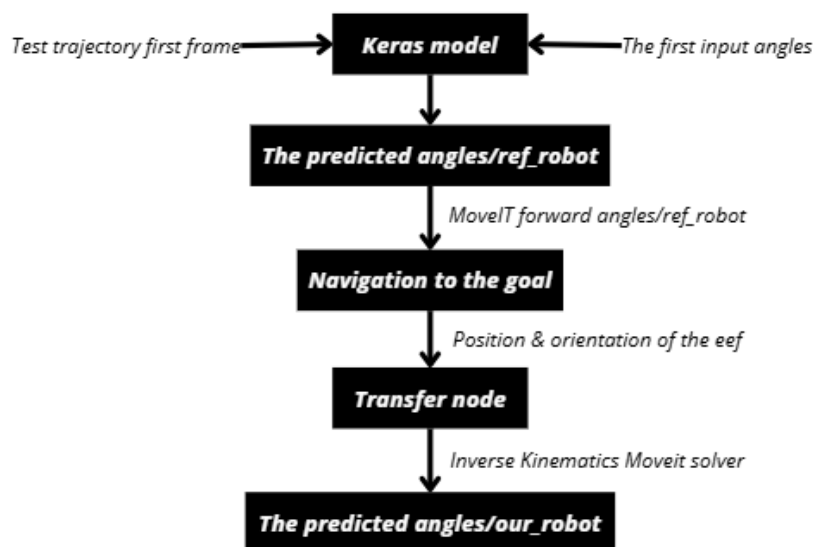 Test trajectory first frame
Keras model
The first input angles
The predicted angles/ref_robot
MoveIT forward angles/ref_robot
Navigation to the goal
Position & orientation of the eef
Transfer node
Inverse Kinematics Moveit solver
The predicted angles/our_robot